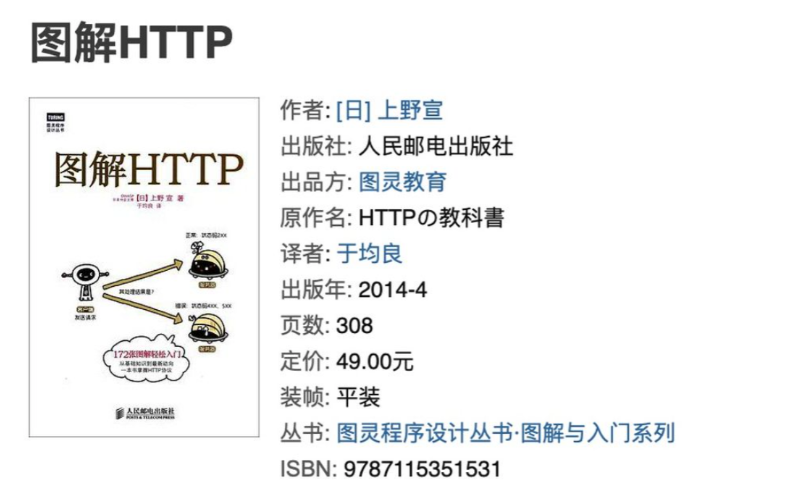 图解HTTP
作者: [日] 上野宣
出版社: 人民邮电出版社
出品方: 图灵教育
原作名: HTTPの教科書
译者: 于均良
出版年: 2014-4
页数: 308
定价: 49.00元
装帧: 平装
丛书: 图灵程序设计丛书·图解与入门系列
ISBN: 9787115351531
TURING
图灵程序
设计丛书
图解HTTP
[日] 上野 宣 著
于均良 译
正常：状态码2XX
服务器
其处理结果是？
客户端
发送请求
错误：状态码4XX、5XX
服务器
172张图解轻松入门
从基础知识到最新动向
一本书掌握HTTP协议
人民邮电出版社
POSTS & TELECOM PRESS